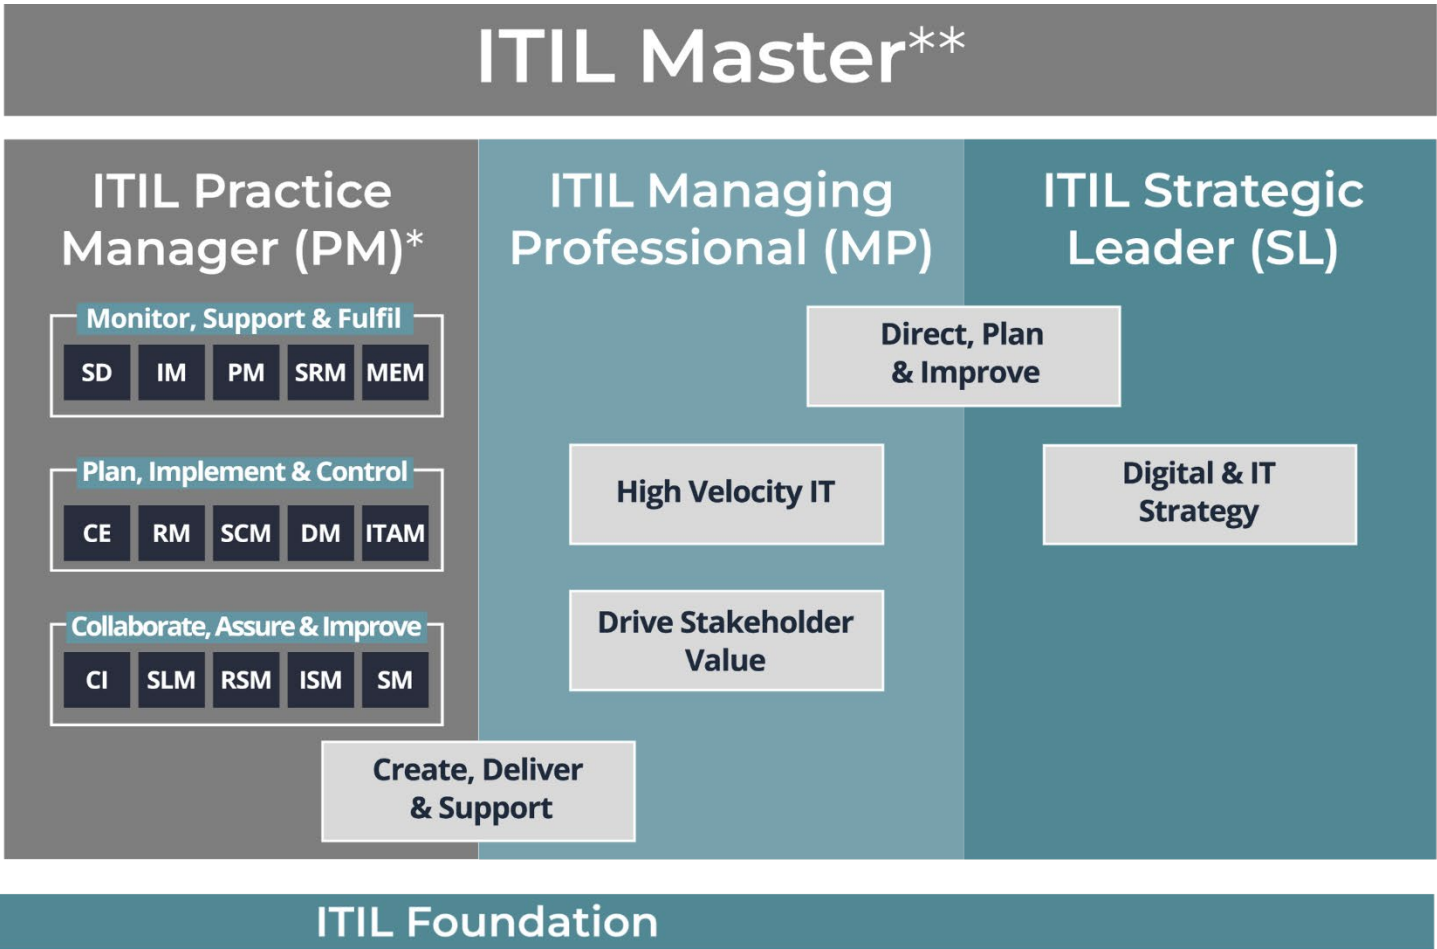 ITIL Master**
ITIL Practice
Manager (PM)*
Monitor, Support & Fulfil
SD IM PM SRM MEM
Plan, Implement & Control
CE RM SCM DM ITAM
Collaborate, Assure & Improve
CI SLM RSM ISM SM
ITIL Managing
Professional (MP)
ITIL Strategic
Leader (SL)
Direct, Plan
& Improve
High Velocity IT
Digital & IT
Strategy
Drive Stakeholder
Value
Create, Deliver
& Support
ITIL Foundation